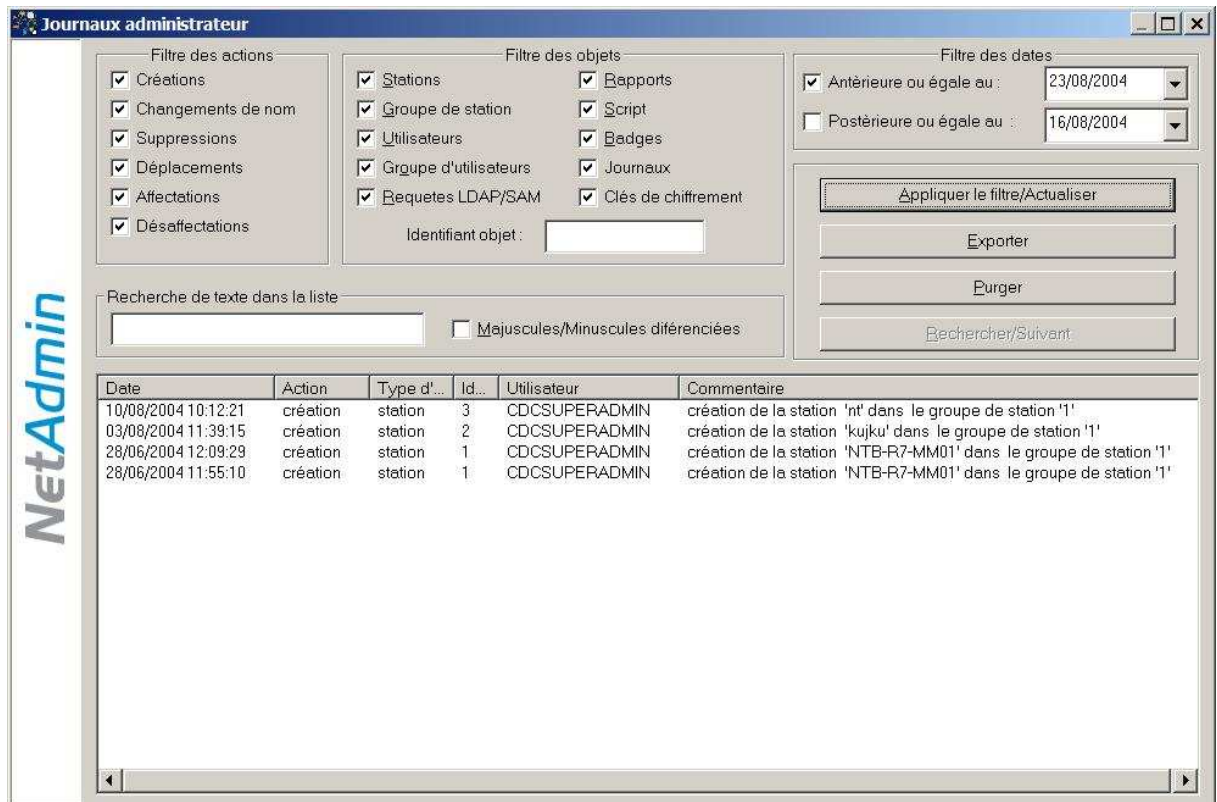 Journaux administrateur
Filtre des actions
Créations
Changements de nom
Suppressions
Déplacements
Affectations
Désaffectations
Filtre des objets
Stations
Groupe de station
Utilisateurs
Groupe d'utilisateurs
Requetes LDAP/SAM
Rapports
Script
Badges
Journaux
Clés de chiffrement
Identifiant objet :
Filtre des dates
Antèrieure ou égale au : 23/08/2004
Postèrieure ou égale au : 16/08/2004
Appliquer le filtre/Actualiser
Exporter
Purger
Rechercher/Suivant
Recherche de texte dans la liste
Majuscules/Minuscules diférenciées
NetAdmin
Date Action Type d'... Id... Utilisateur Commentaire
10/08/2004 10:12:21 création station 3 CDCSUPERADMIN création de la station 'nt' dans le groupe de station '1'
03/08/2004 11:39:15 création station 2 CDCSUPERADMIN création de la station 'kujku' dans le groupe de station '1'
28/06/2004 12:09:29 création station 1 CDCSUPERADMIN création de la station 'NTB-R7-MM01' dans le groupe de station '1'
28/06/2004 11:55:10 création station 1 CDCSUPERADMIN création de la station 'NTB-R7-MM01' dans le groupe de station '1'